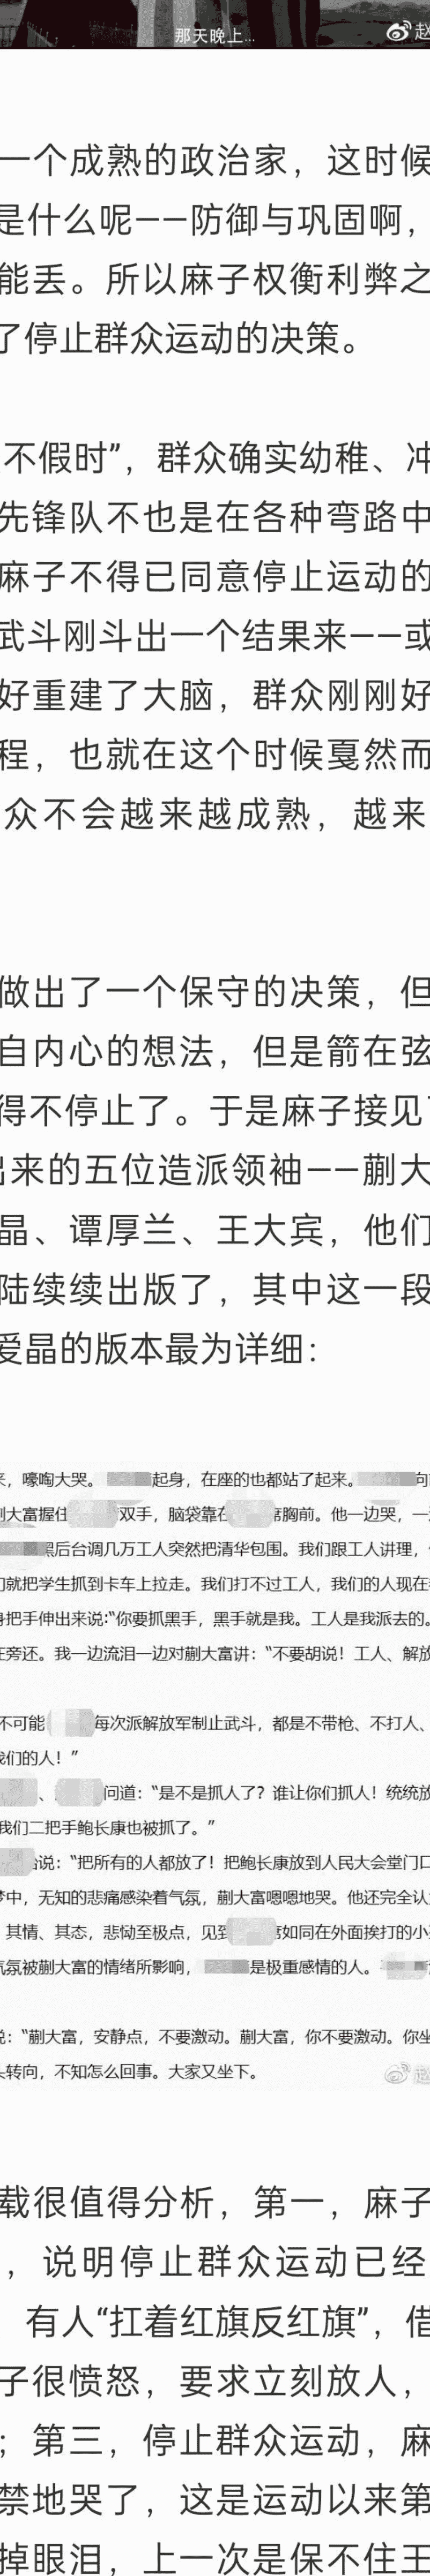 那天晚上...
赵
一个成熟的政治家，这时候
是什么呢——防御与巩固啊，
能丢。所以麻子权衡利弊之
了停止群众运动的决策。
不假时”，群众确实幼稚、冲
先锋队不也是在各种弯路中
麻子不得已同意停止运动的
武斗刚斗出一个结果来——或
好重建了大脑，群众刚刚好
程，也就在这个时候戛然而
众不会越来越成熟，越来
做出了一个保守的决策，但
自内心的想法，但是箭在弦
得不停止了。于是麻子接见
出来的五位造派领袖——蒯大
晶、谭厚兰、王大宾，他们
陆续续出版了，其中这一段
爱晶的版本最为详细：
来，嚎啕大哭。起身，在座的也都站了起来。向
蒯大富握住双手，脑袋靠在席胸前。他一边哭，一
黑后台调几万工人突然把清华包围。我们跟工人讲理，
们就把学生抓到卡车上拉走。我们打不过工人，我们的人现在
身把手伸出来说：“你要抓黑手，黑手就是我。工人是我派去的。
在旁还。我一边流泪一边对蒯大富讲：“不要胡说！工人、解放
不可能每次派解放军制止武斗，都是不带枪、不打人、
我们的人！”
、问道：“是不是抓人了？谁让你们抓人！统统放
我们二把手鲍长康也被抓了。”
说：“把所有的人都放了！把鲍长康放到人民大会堂门口
梦中，无知的悲痛感染着气氛，蒯大富嗯嗯地哭。他还完全认
，其情、其态，悲恸至极点，见到席如同在外面挨打的小
气氛被蒯大富的情绪所影响，是极重感情的人。
说：“蒯大富，安静点，不要激动。蒯大富，你不要激动。你坐
头转向，不知怎么回事。大家又坐下。
赵
载很值得分析，第一，麻子
，说明停止群众运动已经
有人“扛着红旗反红旗”，借
子很愤怒，要求立刻放人，
；第三，停止群众运动，麻
禁地哭了，这是运动以来第
掉眼泪，上一次是保不住王